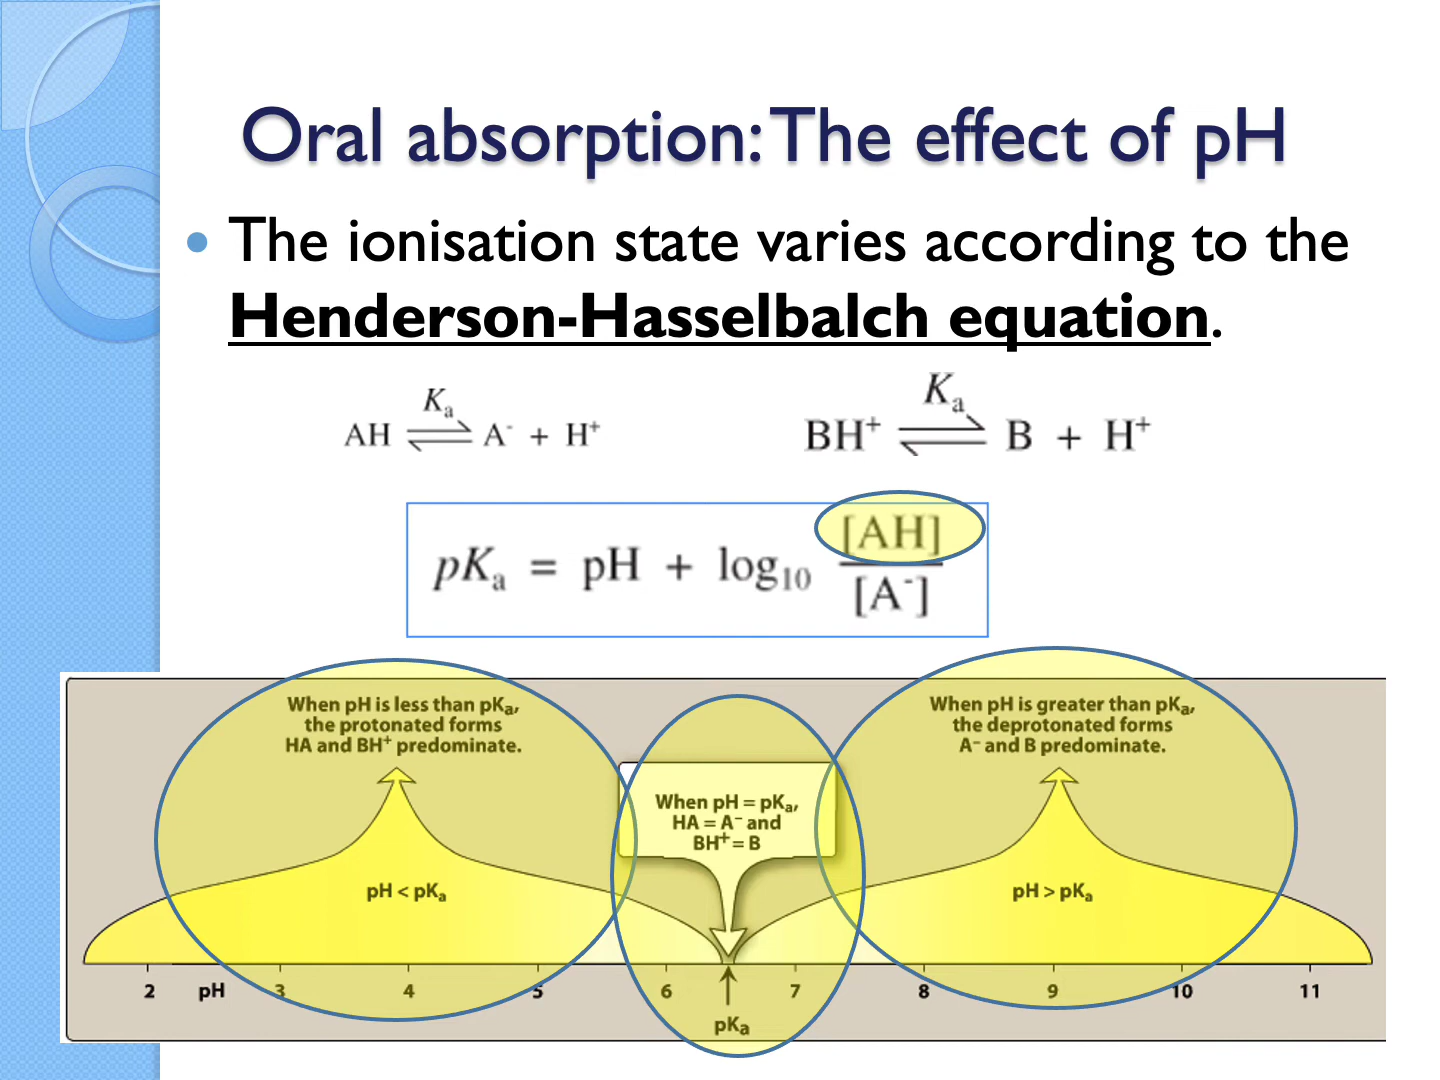 Oral absorption: The effect of pH
• The ionisation state varies according to the
Henderson-Hasselbalch equation.
Kₐ
AH ⇌ A⁻ + H⁺
Kₐ
BH⁺ ⇌ B + H⁺
pKₐ = pH + log₁₀ [AH]
[A⁻]
When pH is less than pKₐ,
the protonated forms
HA and BH⁺ predominate.
When pH is greater than pKₐ,
the deprotonated forms
A⁻ and B predominate.
When pH = pKₐ,
HA = A⁻ and
BH⁺ = B
pH < pKₐ
pH > pKₐ
2 pH 3 4 5 6 7 8 9 10 11
pKₐ